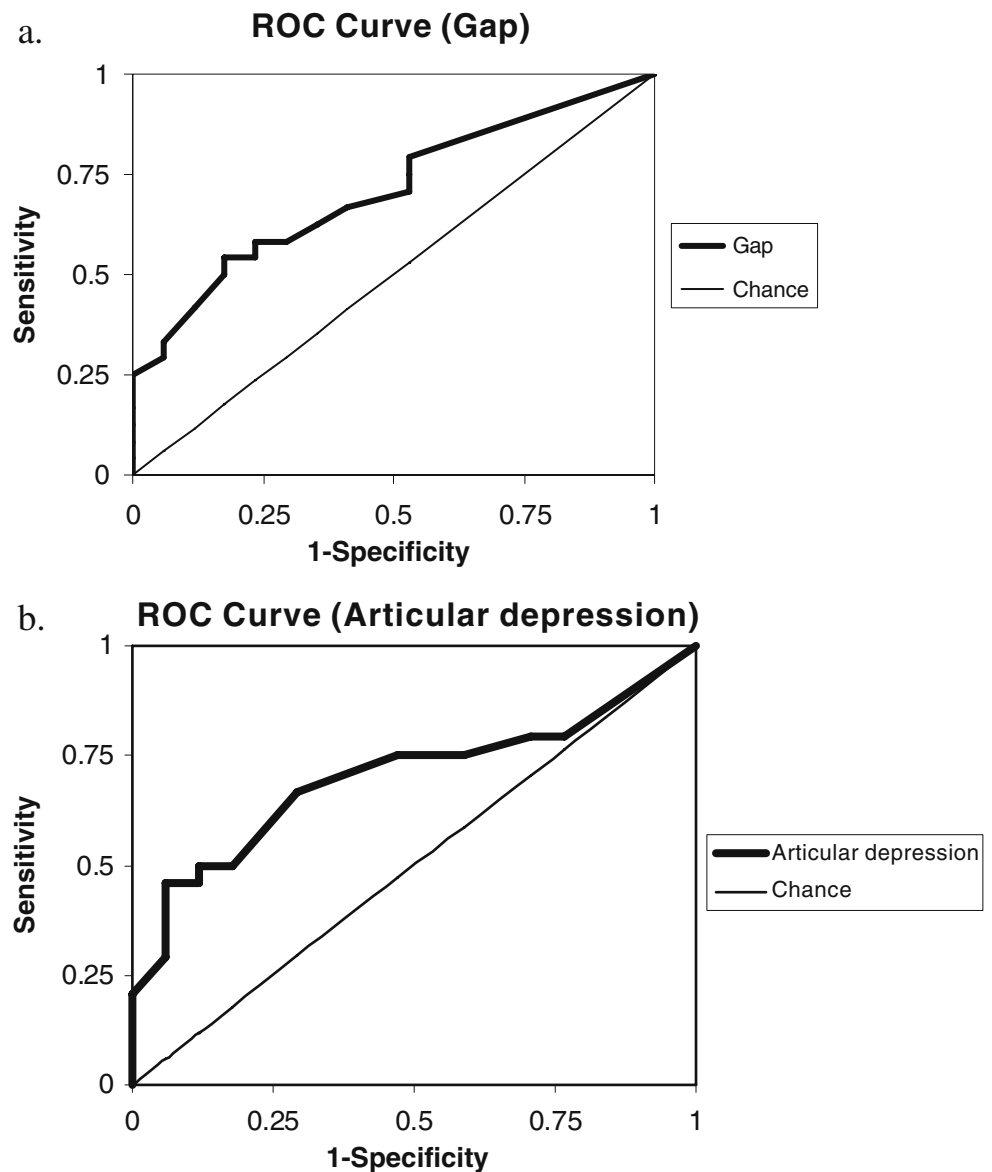 a.
ROC Curve (Gap)
1
0.75
0.5
0.25
0
Sensitivity
0
0.25
0.5
0.75
1
1-Specificity
Gap
Chance
b.
ROC Curve (Articular depression)
1
0.75
0.5
0.25
0
Sensitivity
0
0.25
0.5
0.75
1
1-Specificity
Articular depression
Chance